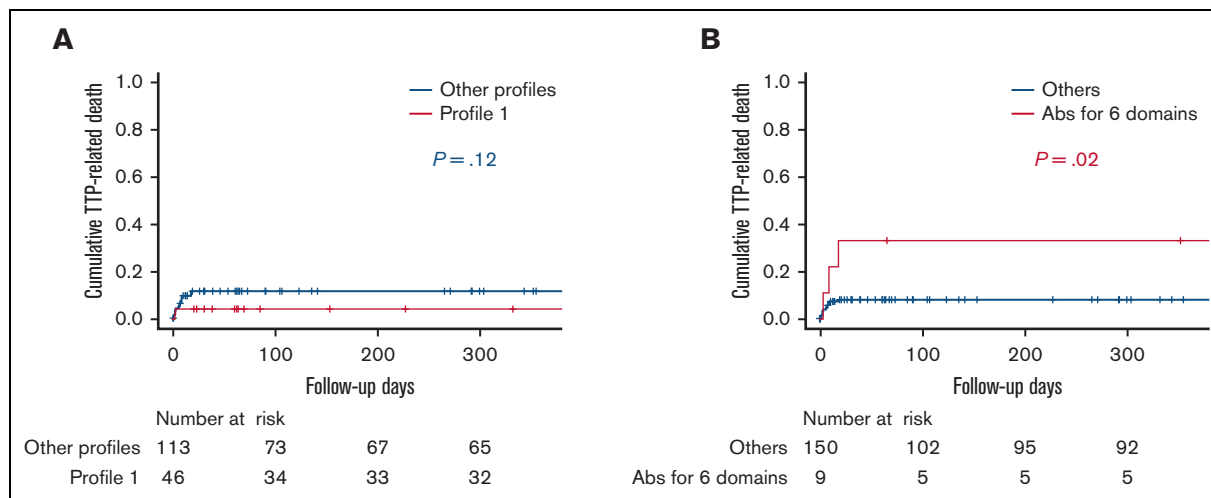 A
Cumulative TTP-related death
1.0
0.8
0.6
0.4
0.2
0.0
Other profiles
Profile 1
P = .12
0 100 200 300
Follow-up days
Number at risk
Other profiles 113 73 67 65
Profile 1 46 34 33 32
B
Cumulative TTP-related death
1.0
0.8
0.6
0.4
0.2
0.0
Others
Abs for 6 domains
P = .02
0 100 200 300
Follow-up days
Number at risk
Others 150 102 95 92
Abs for 6 domains 9 5 5 5